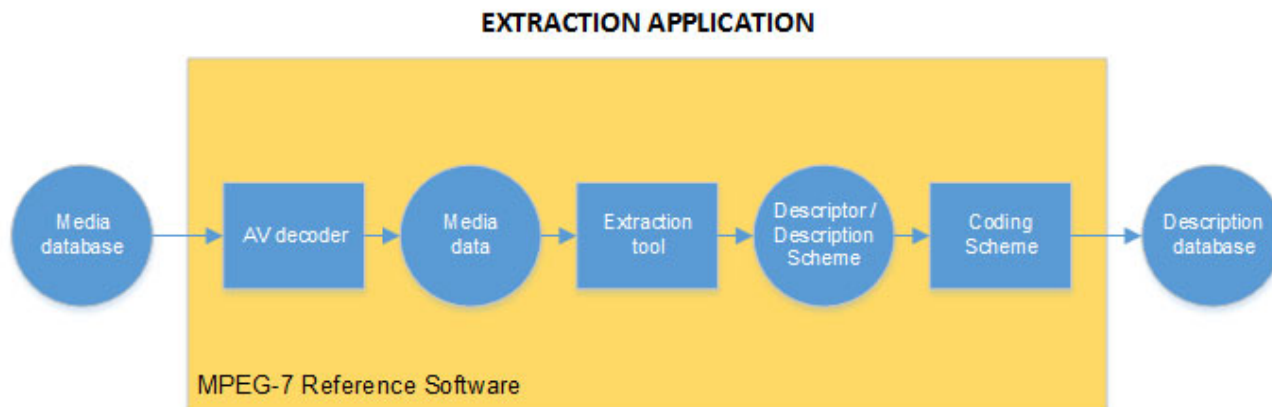 EXTRACTION APPLICATION
Media
database
AV decoder
Media
data
Extraction
tool
Descriptor /
Description
Scheme
Coding
Scheme
Description
database
MPEG-7 Reference Software